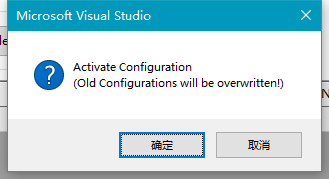 Microsoft Visual Studio
Activate Configuration
(Old Configurations will be overwritten!)
确定
取消